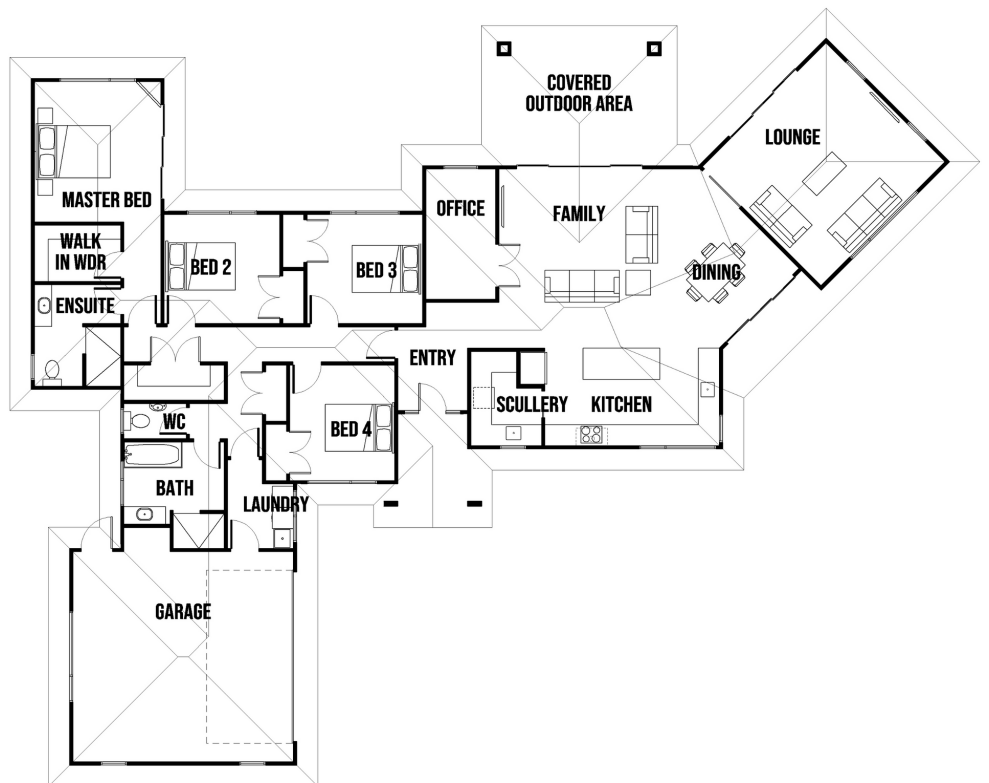 COVERED
OUTDOOR AREA
LOUNGE
MASTER BED
OFFICE
FAMILY
WALK
IN WDR
BED 2
BED 3
DINING
ENSUITE
ENTRY
SCULLERY
KITCHEN
WC
BED 4
BATH
LAUNDRY
GARAGE